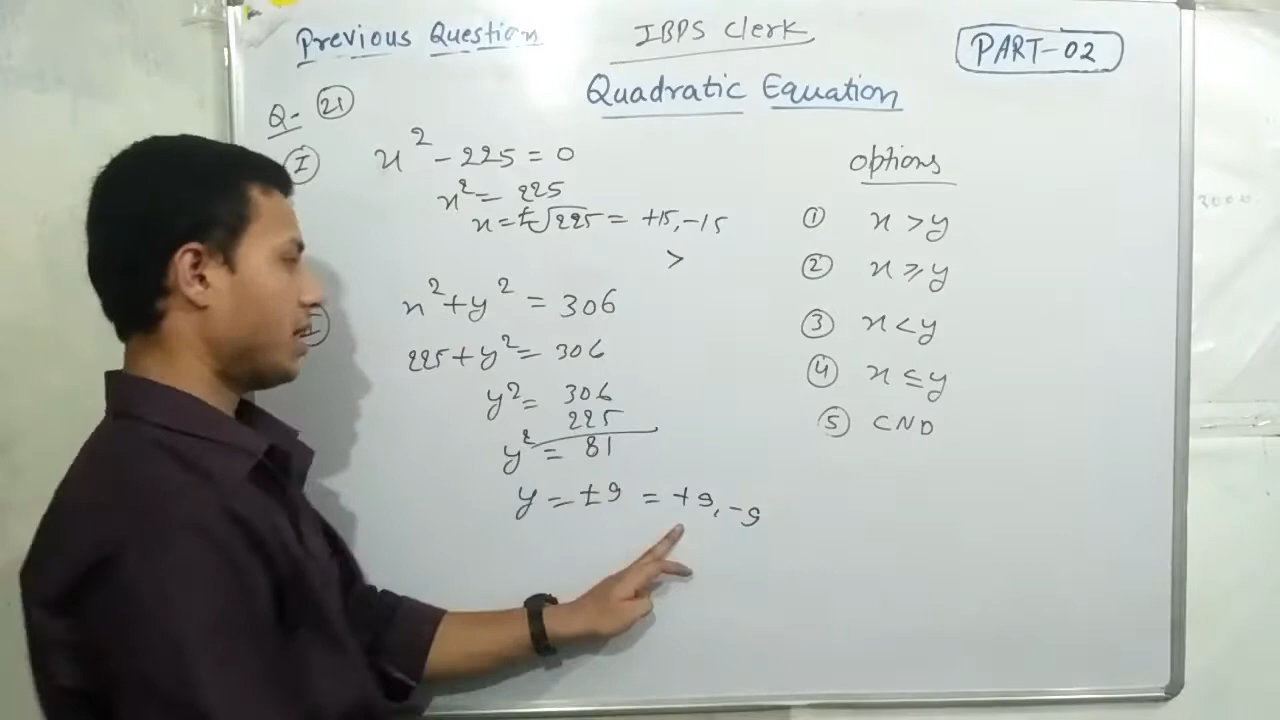 Previous Question
IBPS Clerk
PART-02
Quadratic Equation
Q- 21
I x² - 225 = 0
x² = 225
x = ±√225 = +15, -15
>
x² + y² = 306
225 + y² = 306
y² = 306
225
y² = 81
y = ±9 = +9, -9
options
① x > y
② x ⩾ y
③ x < y
④ x ≤ y
⑤ CND